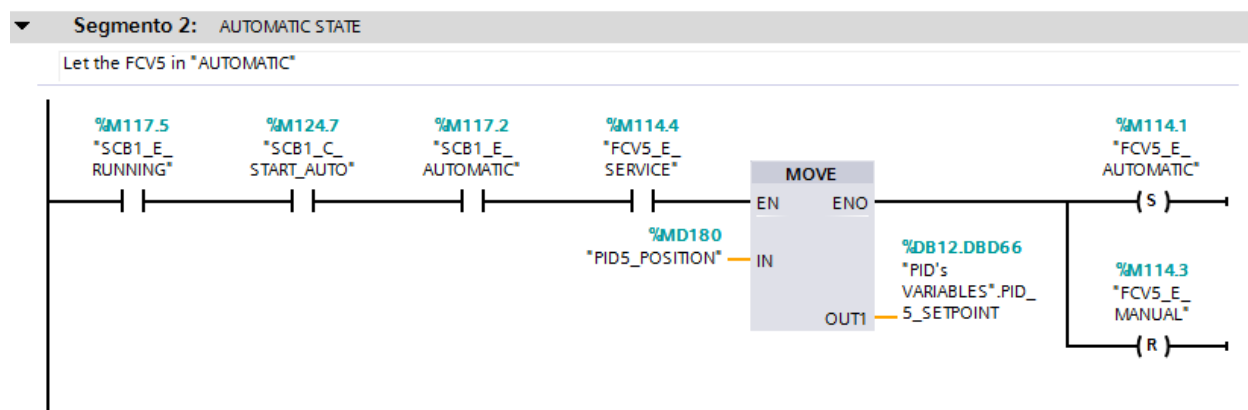 Segmento 2: AUTOMATIC STATE
Let the FCV5 in "AUTOMATIC"
%M117.5
"SCB1_E_
RUNNING"
%M124.7
"SCB1_C_
START_AUTO"
%M117.2
"SCB1_E_
AUTOMATIC"
%M114.4
"FCV5_E_
SERVICE"
MOVE
EN ENO
%MD180
"PID5_POSITION"
IN
OUT1
%DB12.DBD66
"PID's
VARIABLES".PID_
5_SETPOINT
%M114.1
"FCV5_E_
AUTOMATIC"
S
%M114.3
"FCV5_E_
MANUAL"
R